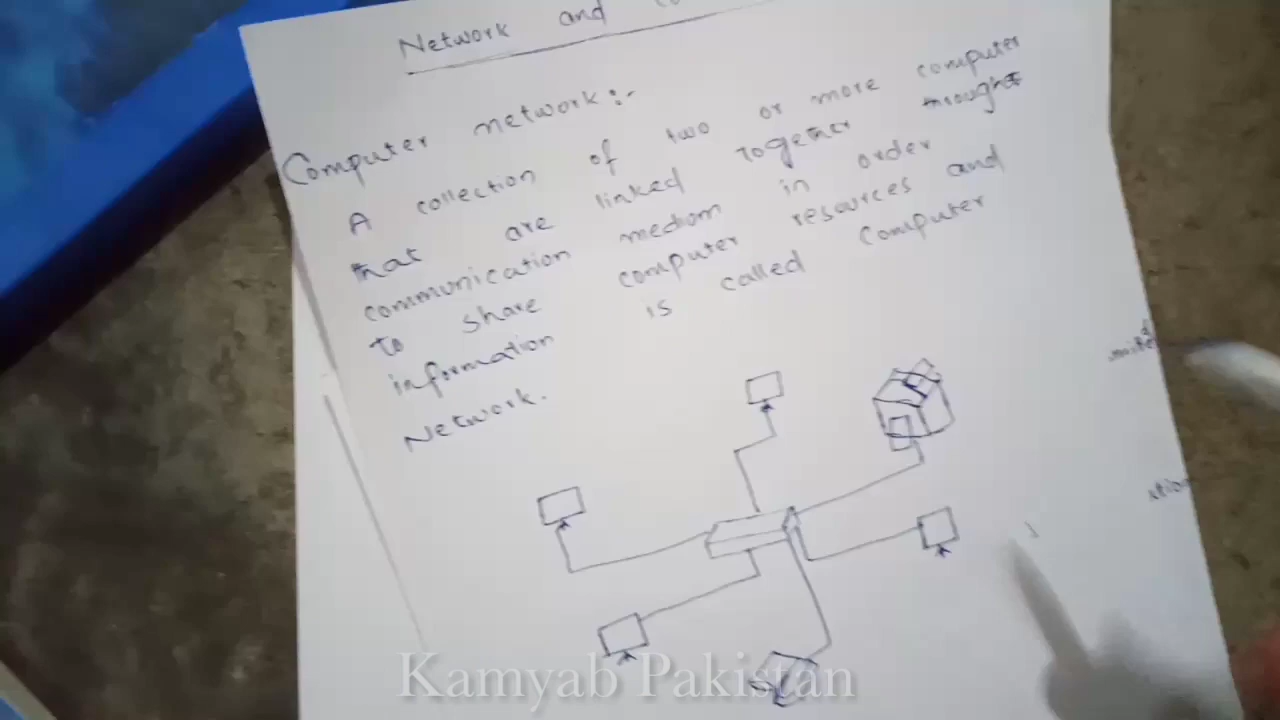 Network and
Computer network:-
A collection of two or more computer
that are linked together through
communication mediom in order
to share computer resources and
information is called Computer
Network.
Kamyab Pakistan